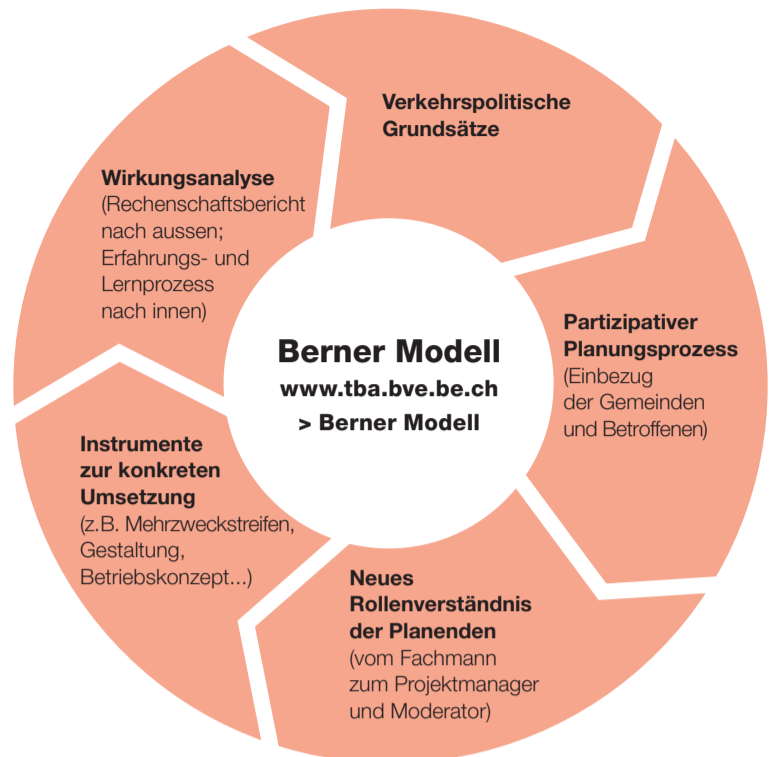 Verkehrspolitische
Grundsätze
Partizipativer
Planungsprozess
(Einbezug
der Gemeinden
und Betroffenen)
Neues
Rollenverständnis
der Planenden
(vom Fachmann
zum Projektmanager
und Moderator)
Instrumente
zur konkreten
Umsetzung
(z.B. Mehrzweckstreifen,
Gestaltung,
Betriebskonzept...)
Wirkungsanalyse
(Rechenschaftsbericht
nach aussen;
Erfahrungs- und
Lernprozess
nach innen)
Berner Modell
www.tba.bve.be.ch
> Berner Modell